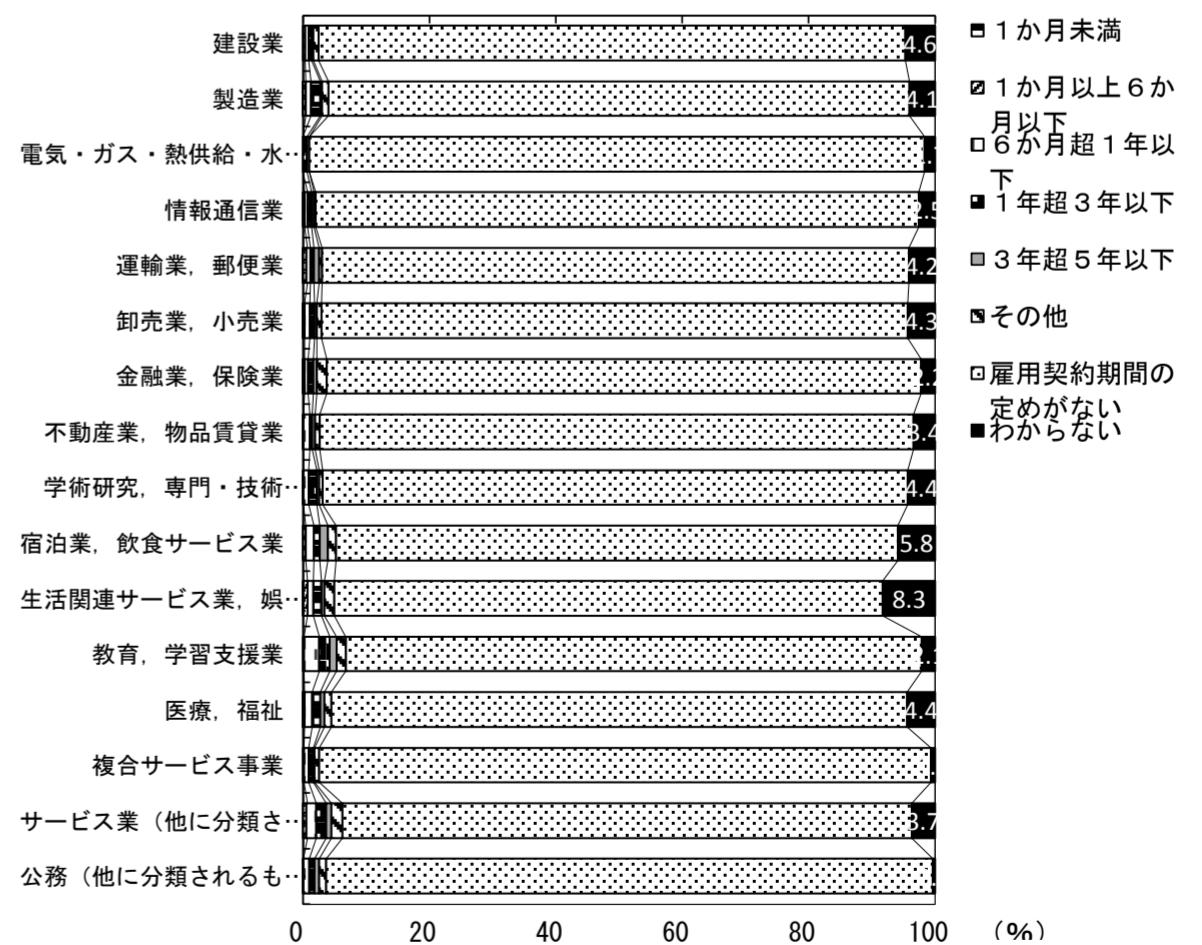 建設業
4.6
製造業
4.1
電気・ガス・熱供給・水…
情報通信業
2.5
運輸業，郵便業
4.2
卸売業，小売業
4.3
金融業，保険業
不動産業，物品賃貸業
3.4
学術研究，専門・技術…
4.4
宿泊業，飲食サービス業
5.8
生活関連サービス業，娯…
8.3
教育，学習支援業
医療，福祉
4.4
複合サービス事業
サービス業（他に分類さ…
3.7
公務（他に分類されるも…
0 20 40 60 80 100 （%）
１か月未満
１か月以上６か
月以下
６か月超１年以
下
１年超３年以下
３年超５年以下
その他
雇用契約期間の
定めがない
わからない